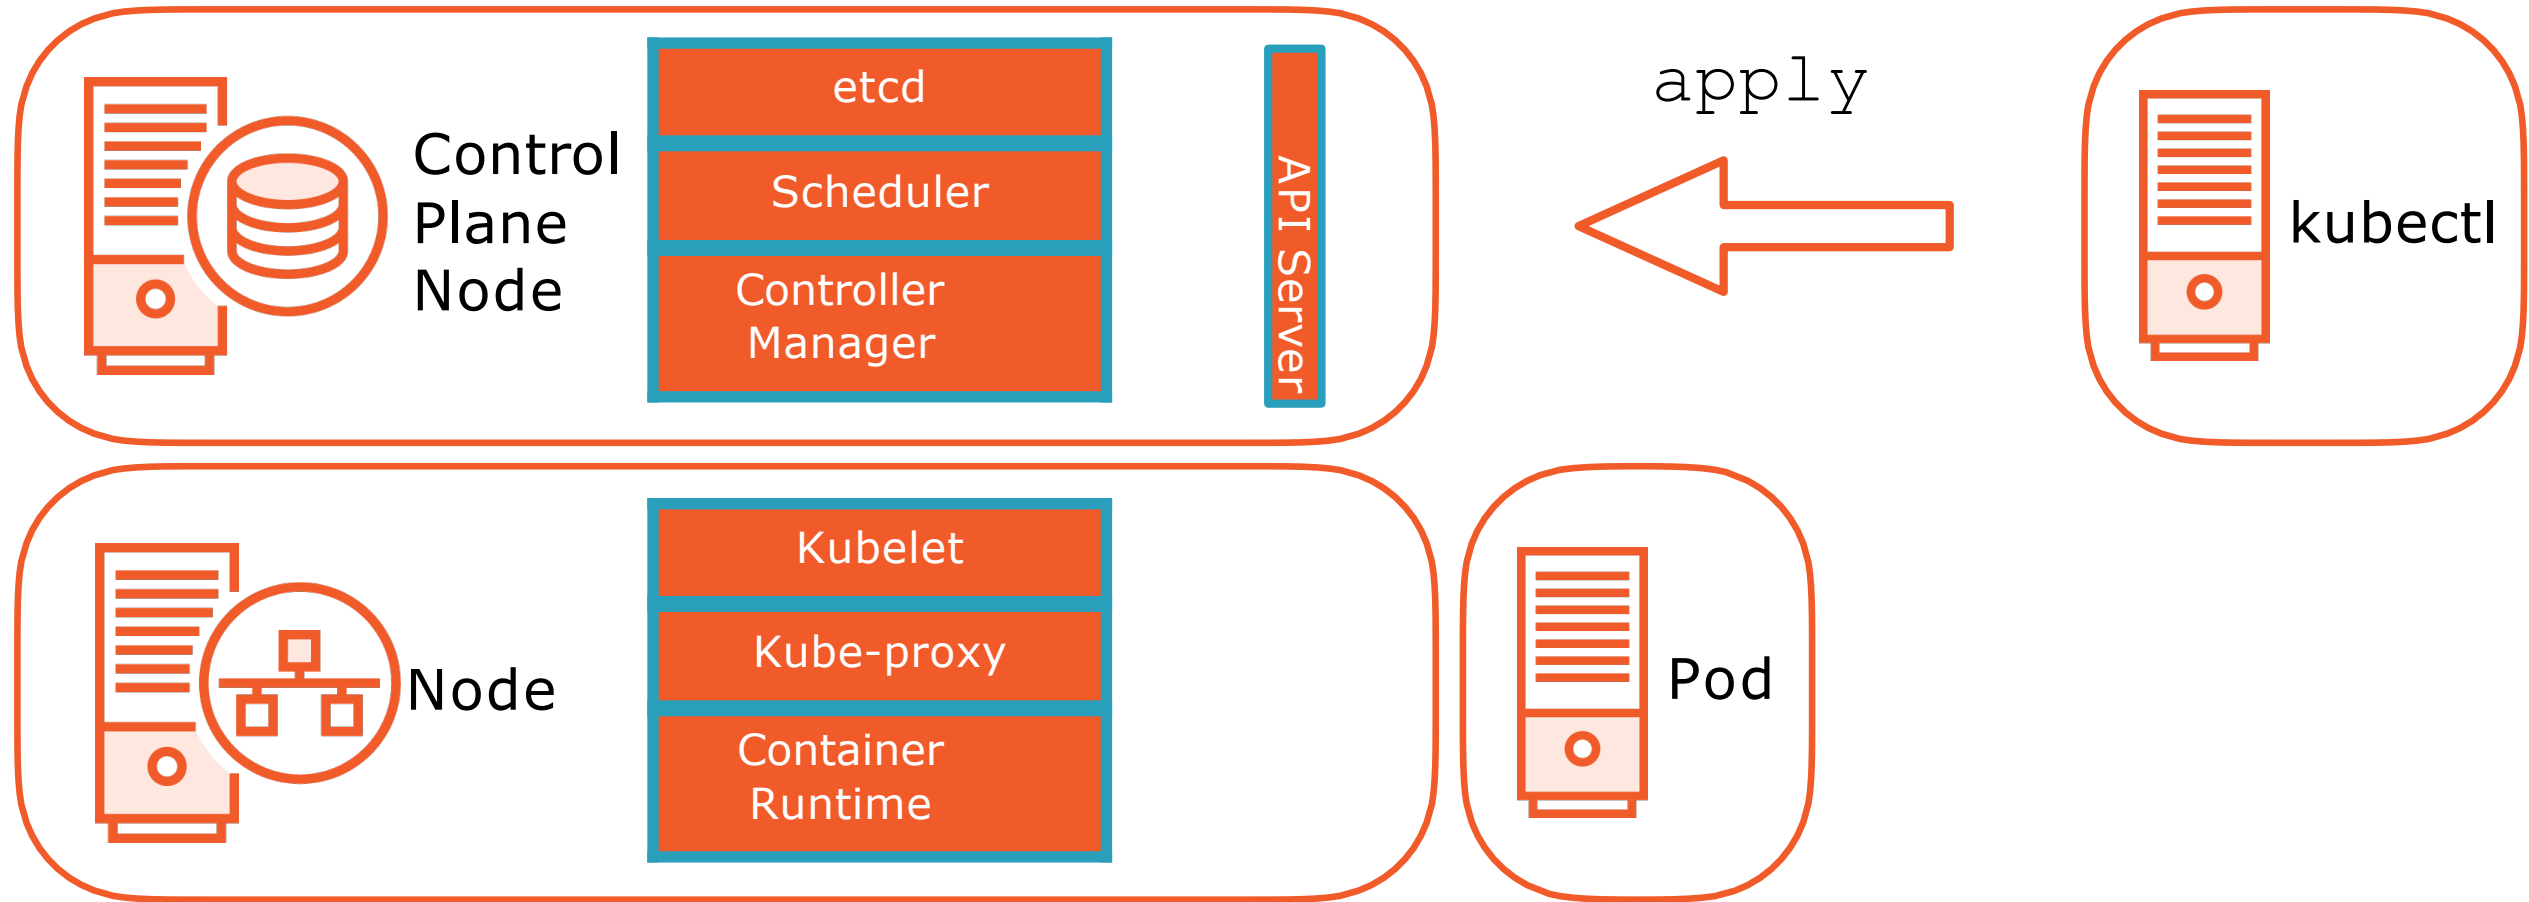 Control
Plane
Node
etcd
Scheduler
Controller
Manager
API Server
apply
kubectl
Node
Kubelet
Kube-proxy
Container
Runtime
Pod